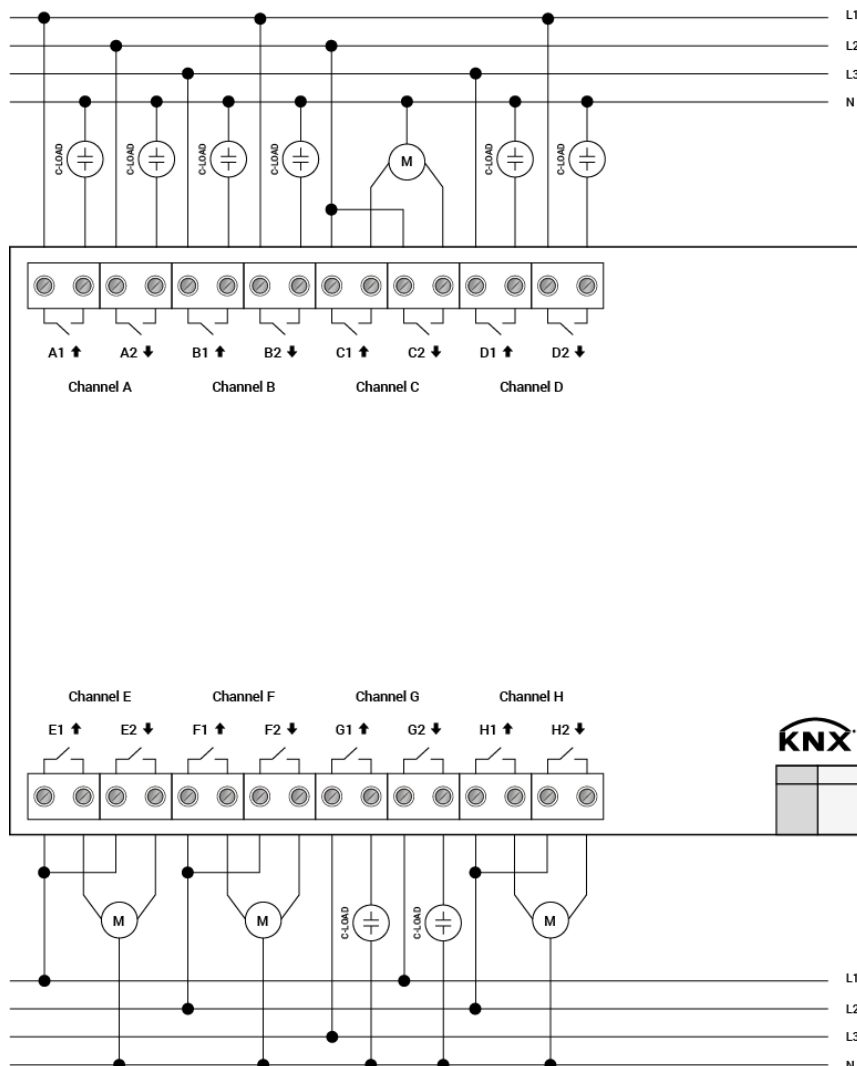 L1
L2
L3
N
C-LOAD C-LOAD C-LOAD C-LOAD M C-LOAD C-LOAD
A1 A2 B1 B2 C1 C2 D1 D2
Channel A Channel B Channel C Channel D
Channel E Channel F Channel G Channel H
E1 E2 F1 F2 G1 G2 H1 H2
KNX
M M C-LOAD C-LOAD M
L1
L2
L3
N